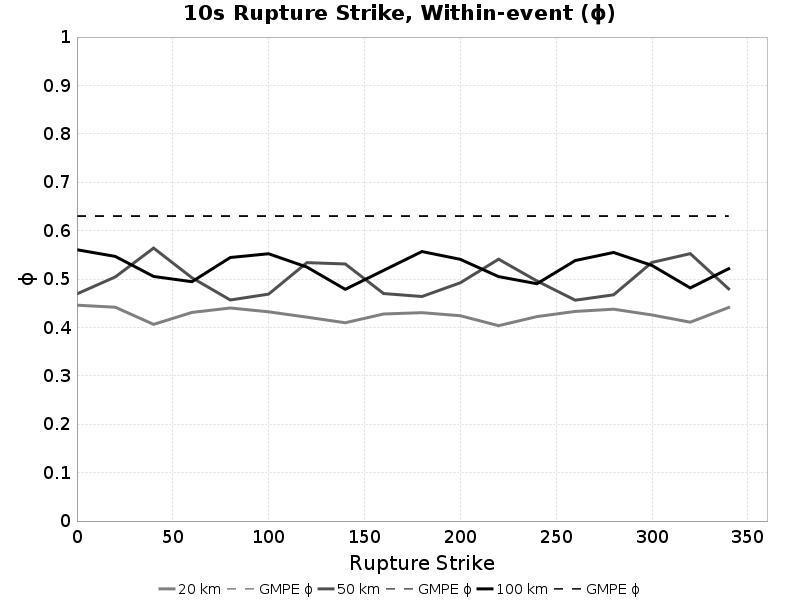 10s Rupture Strike, Within-event (ϕ)
1
0.9
0.8
0.7
0.6
0.5
0.4
0.3
0.2
0.1
0
ϕ
0 50 100 150 200 250 300 350
Rupture Strike
20 km GMPE ϕ 50 km GMPE ϕ 100 km GMPE ϕ